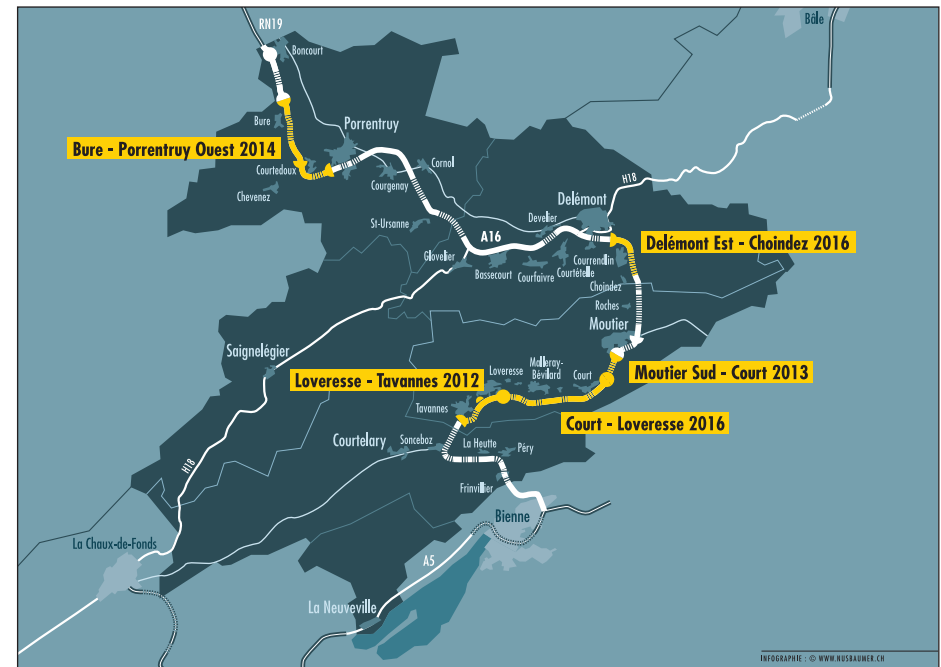 RN19
Bâle
Boncourt
Bure
Porrentruy
Bure - Porrentruy Ouest 2014
Courtedoux
Cornol
Courgenay
Chevenez
H18
Delémont
St-Ursanne
Develier
A16
Delémont Est - Choindez 2016
Glovelier
Courrendlin
Bassecourt
Courfaivre
Courtételle
Choindez
Roches
Moutier
Saignelégier
Loveresse - Tavannes 2012
Loveresse
Malleray-
Bévilard
Court
Moutier Sud - Court 2013
Tavannes
Court - Loveresse 2016
Courtelary
Sonceboz
La Heutte
Péry
H18
Frinvillier
Bienne
La Chaux-de-Fonds
A5
La Neuveville
INFOGRAPHIE : © WWW.NUSBAUMER.CH